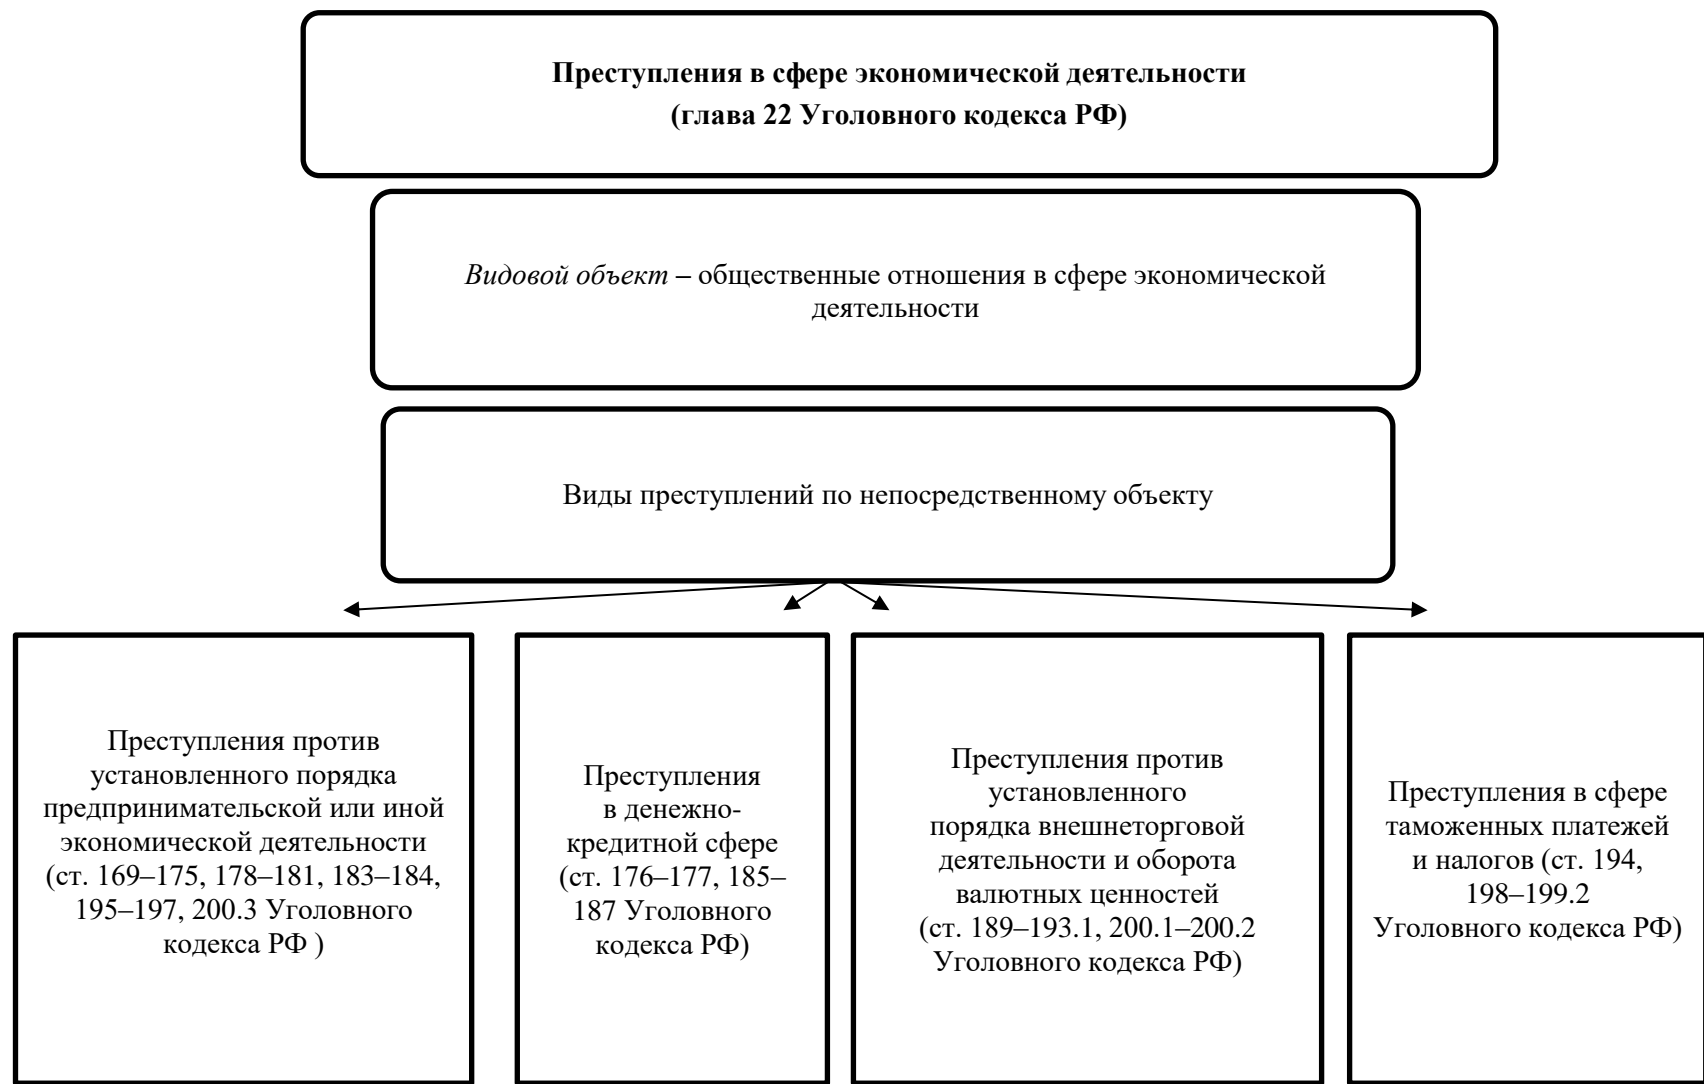 Преступления в сфере экономической деятельности
(глава 22 Уголовного кодекса РФ)
Видовой объект – общественные отношения в сфере экономической
деятельности
Виды преступлений по непосредственному объекту
Преступления против
установленного порядка
предпринимательской или иной
экономической деятельности
(ст. 169–175, 178–181, 183–184,
195–197, 200.3 Уголовного
кодекса РФ )
Преступления
в денежно-
кредитной сфере
(ст. 176–177, 185–
187 Уголовного
кодекса РФ)
Преступления против
установленного
порядка внешнеторговой
деятельности и оборота
валютных ценностей
(ст. 189–193.1, 200.1–200.2
Уголовного кодекса РФ)
Преступления в сфере
таможенных платежей
и налогов (ст. 194,
198–199.2
Уголовного кодекса РФ)